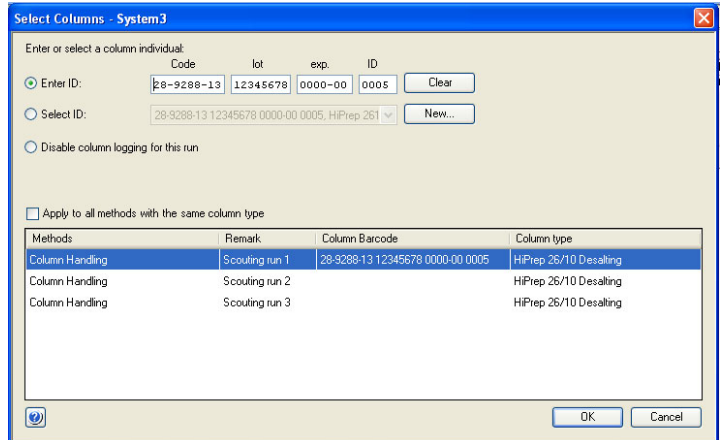 Select Columns - System3
Enter or select a column individual:
Code lot exp. ID
Enter ID: 28-9288-13 12345678 0000-00 0005 Clear
Select ID: 28-9288-13 12345678 0000-00 0005, HiPrep 261 New...
Disable column logging for this run
Apply to all methods with the same column type
Methods Remark Column Barcode Column type
Column Handling Scouting run 1 28-9288-13 12345678 0000-00 0005 HiPrep 26/10 Desalting
Column Handling Scouting run 2 HiPrep 26/10 Desalting
Column Handling Scouting run 3 HiPrep 26/10 Desalting
OK Cancel